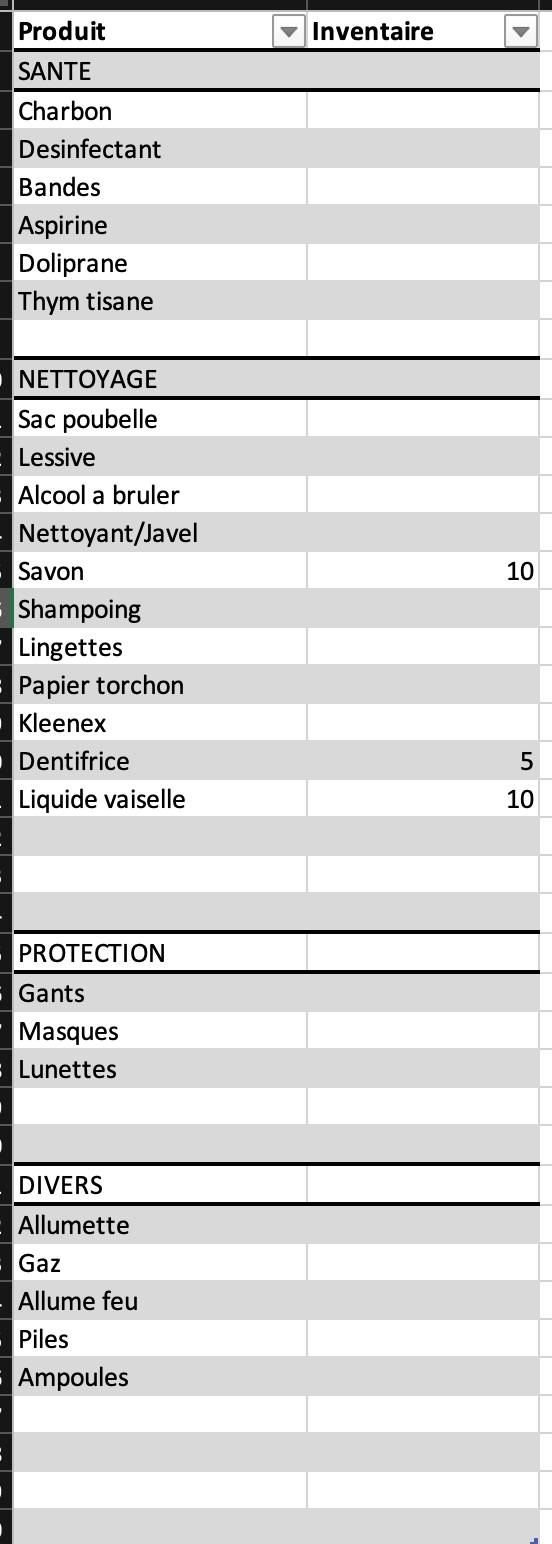 Produit Inventaire
SANTE
Charbon
Desinfectant
Bandes
Aspirine
Doliprane
Thym tisane
NETTOYAGE
Sac poubelle
Lessive
Alcool a bruler
Nettoyant/Javel
Savon 10
Shampoing
Lingettes
Papier torchon
Kleenex
Dentifrice 5
Liquide vaiselle 10
PROTECTION
Gants
Masques
Lunettes
DIVERS
Allumette
Gaz
Allume feu
Piles
Ampoules